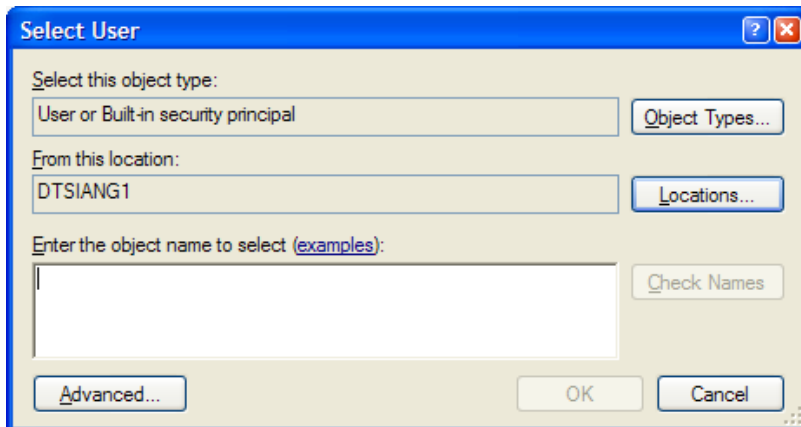 Select User
Select this object type:
User or Built-in security principal
Object Types...
From this location:
DTSIANG1
Locations...
Enter the object name to select (examples):
Check Names
Advanced...
OK
Cancel